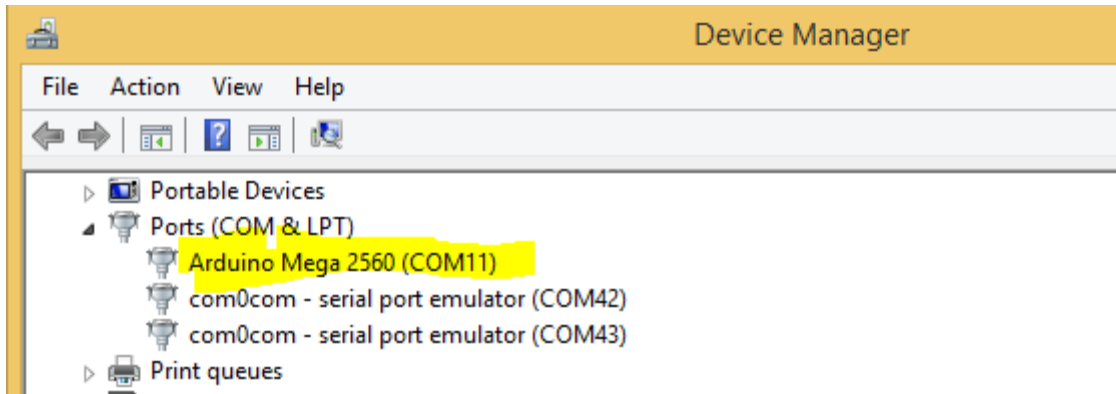 Device Manager
File Action View Help
Portable Devices
Ports (COM & LPT)
Arduino Mega 2560 (COM11)
com0com - serial port emulator (COM42)
com0com - serial port emulator (COM43)
Print queues